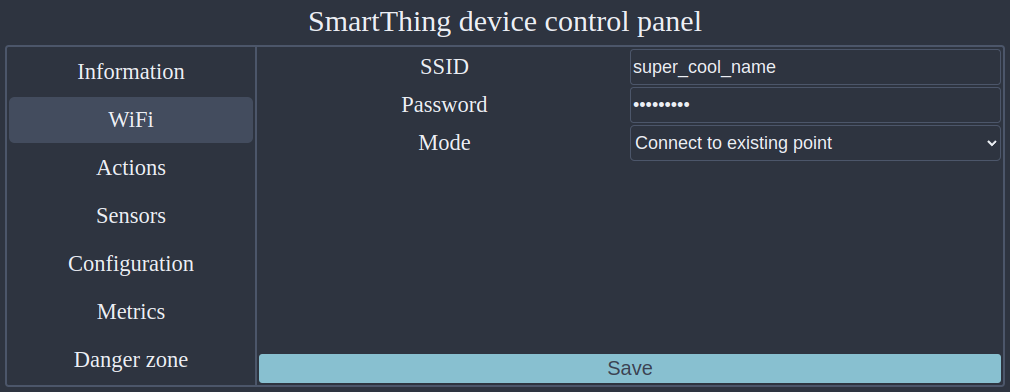 SmartThing device control panel
Information
WiFi
Actions
Sensors
Configuration
Metrics
Danger zone
SSID super_cool_name
Password •••••••••
Mode Connect to existing point
Save